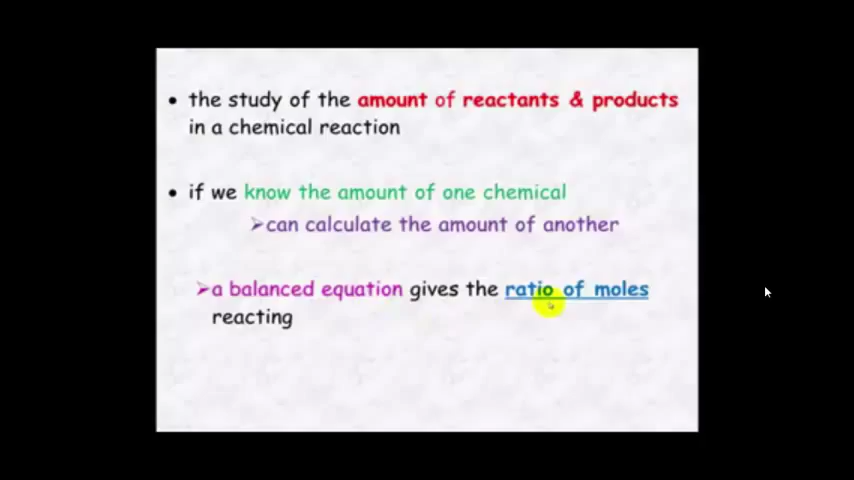 • the study of the amount of reactants & products
in a chemical reaction
• if we know the amount of one chemical
➢can calculate the amount of another
➢a balanced equation gives the ratio of moles
reacting